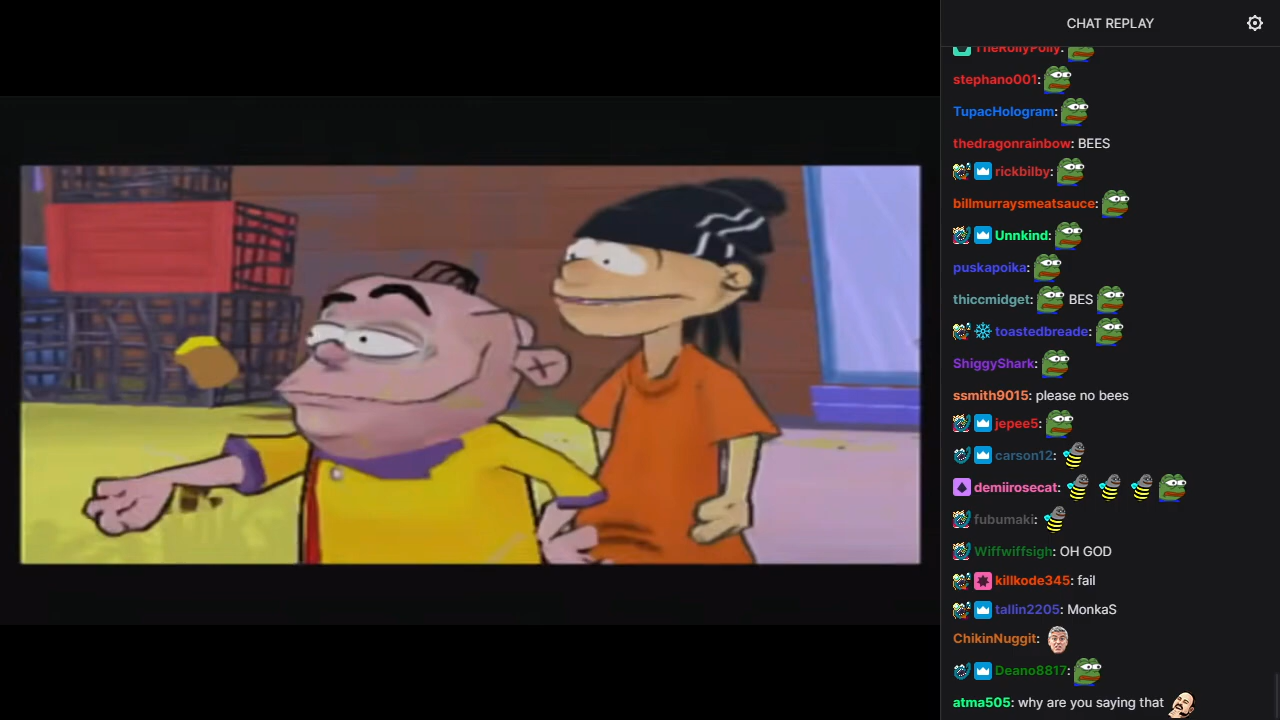 CHAT REPLAY
TheRollyPolly:
stephano001:
TupacHologram:
thedragonrainbow: BEES
rickbilby:
billmurraysmeatsauce:
Unnkind:
puskapoika:
thiccmidget: BES
toastedbreade:
ShiggyShark:
ssmith9015: please no bees
jepee5:
carson12:
demiirosecat:
fubumaki:
Wiffwiffsigh: OH GOD
killkode345: fail
tallin2205: MonkaS
ChikinNuggit:
Deano8817:
atma505: why are you saying that